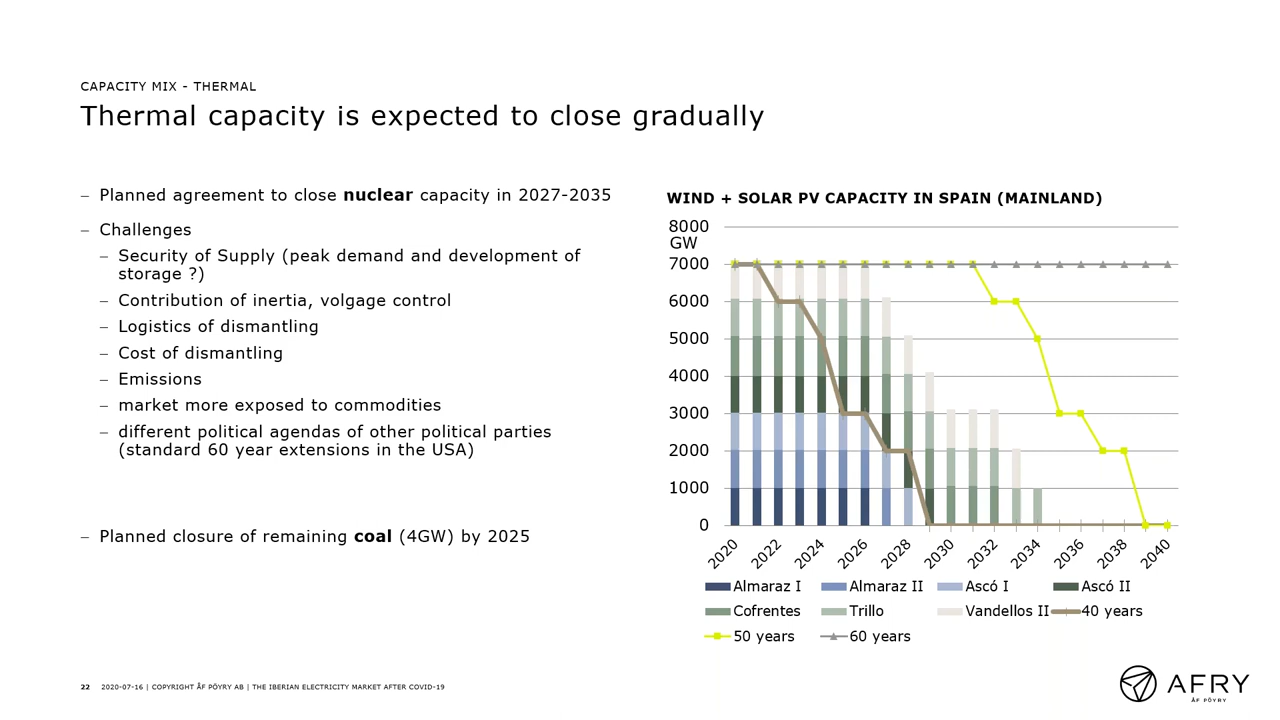 CAPACITY MIX - THERMAL
Thermal capacity is expected to close gradually
– Planned agreement to close nuclear capacity in 2027-2035
– Challenges
– Security of Supply (peak demand and development of
storage ?)
– Contribution of inertia, volgage control
– Logistics of dismantling
– Cost of dismantling
– Emissions
– market more exposed to commodities
– different political agendas of other political parties
(standard 60 year extensions in the USA)
– Planned closure of remaining coal (4GW) by 2025
WIND + SOLAR PV CAPACITY IN SPAIN (MAINLAND)
8000
GW
7000
6000
5000
4000
3000
2000
1000
0
2020 2022 2024 2026 2028 2030 2032 2034 2036 2038 2040
Almaraz I Almaraz II Ascó I Ascó II
Cofrentes Trillo Vandellos II 40 years
50 years 60 years
22 2020-07-16 | COPYRIGHT ÅF PÖYRY AB | THE IBERIAN ELECTRICITY MARKET AFTER COVID-19
AFRY
ÅF PÖYRY